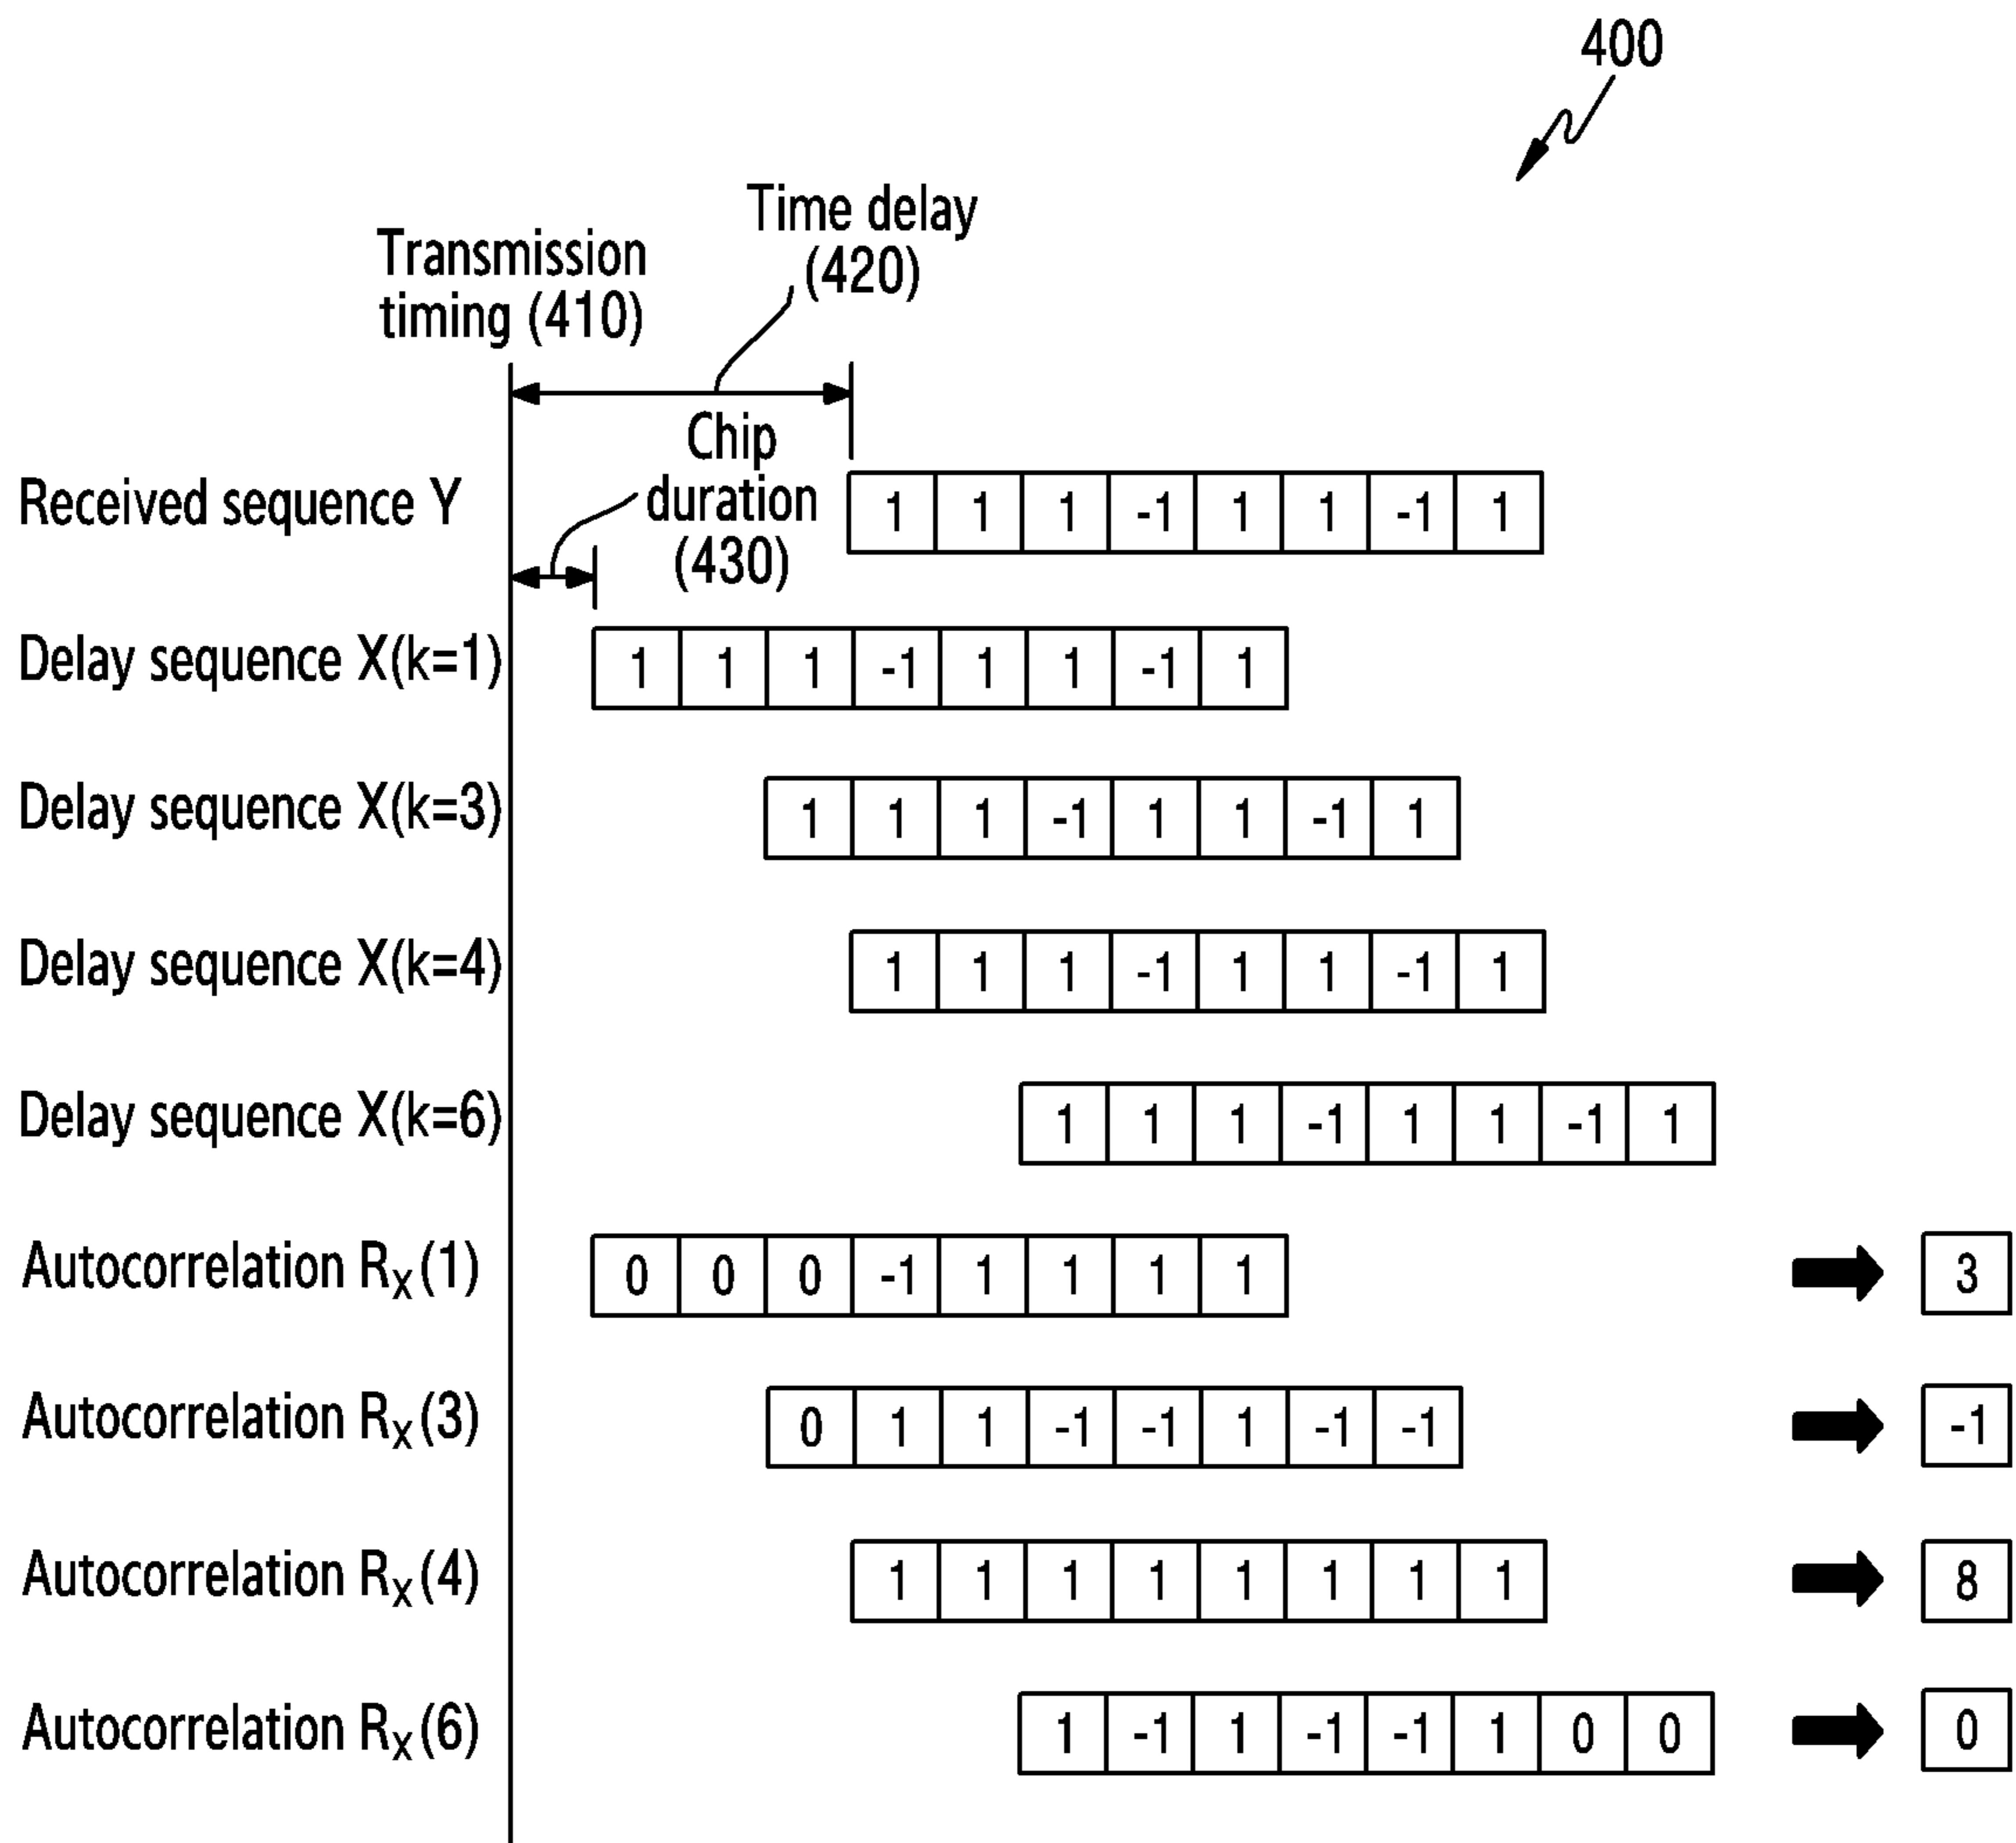 400
Time delay
(420)
Transmission
timing (410)
Chip
duration
(430)
Received sequence Y 1 1 1 -1 1 1 -1 1
Delay sequence X(k=1) 1 1 1 -1 1 1 -1 1
Delay sequence X(k=3) 1 1 1 -1 1 1 -1 1
Delay sequence X(k=4) 1 1 1 -1 1 1 -1 1
Delay sequence X(k=6) 1 1 1 -1 1 1 -1 1
Autocorrelation RX(1) 0 0 0 -1 1 1 1 1 3
Autocorrelation RX(3) 0 1 1 -1 -1 1 -1 -1 -1
Autocorrelation RX(4) 1 1 1 1 1 1 1 1 8
Autocorrelation RX(6) 1 -1 1 -1 -1 1 0 0 0